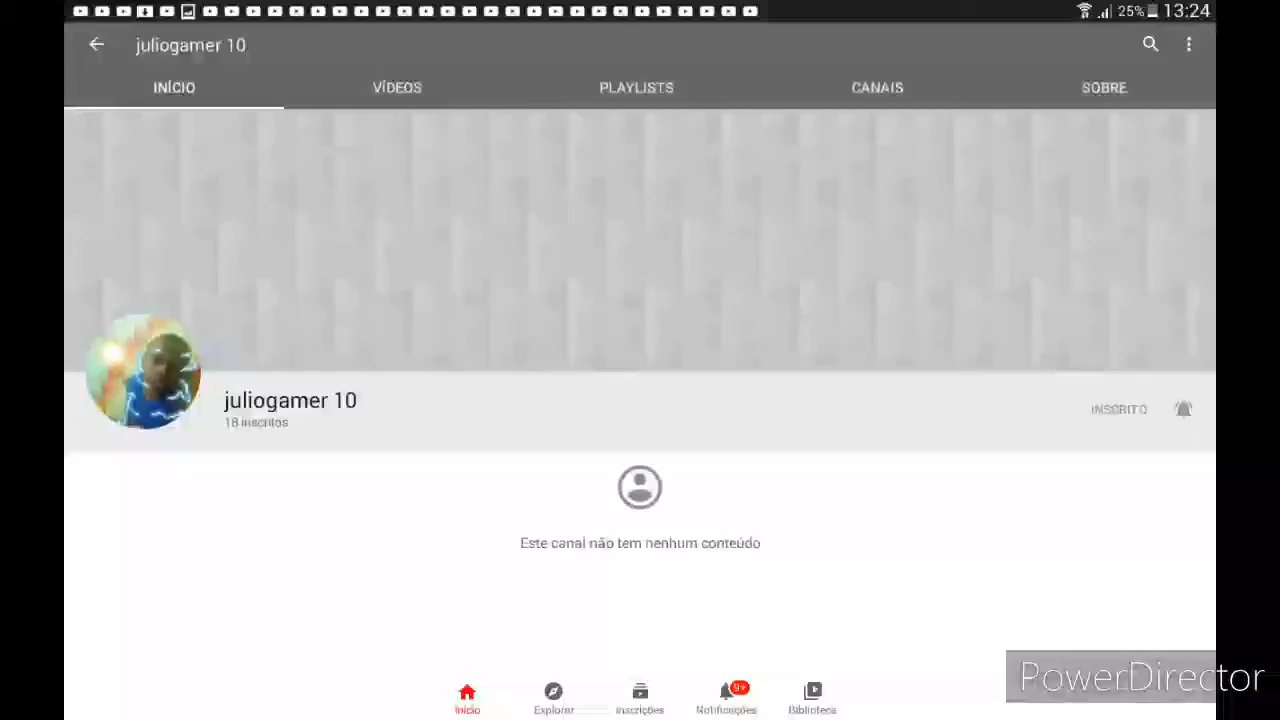 25% 13:24
juliogamer 10
INÍCIO VÍDEOS PLAYLISTS CANAIS SOBRE
juliogamer 10
18 inscritos
INSCRITO
Este canal não tem nenhum conteúdo
9+
Início Explorar Inscrições Notificações Biblioteca
PowerDirector